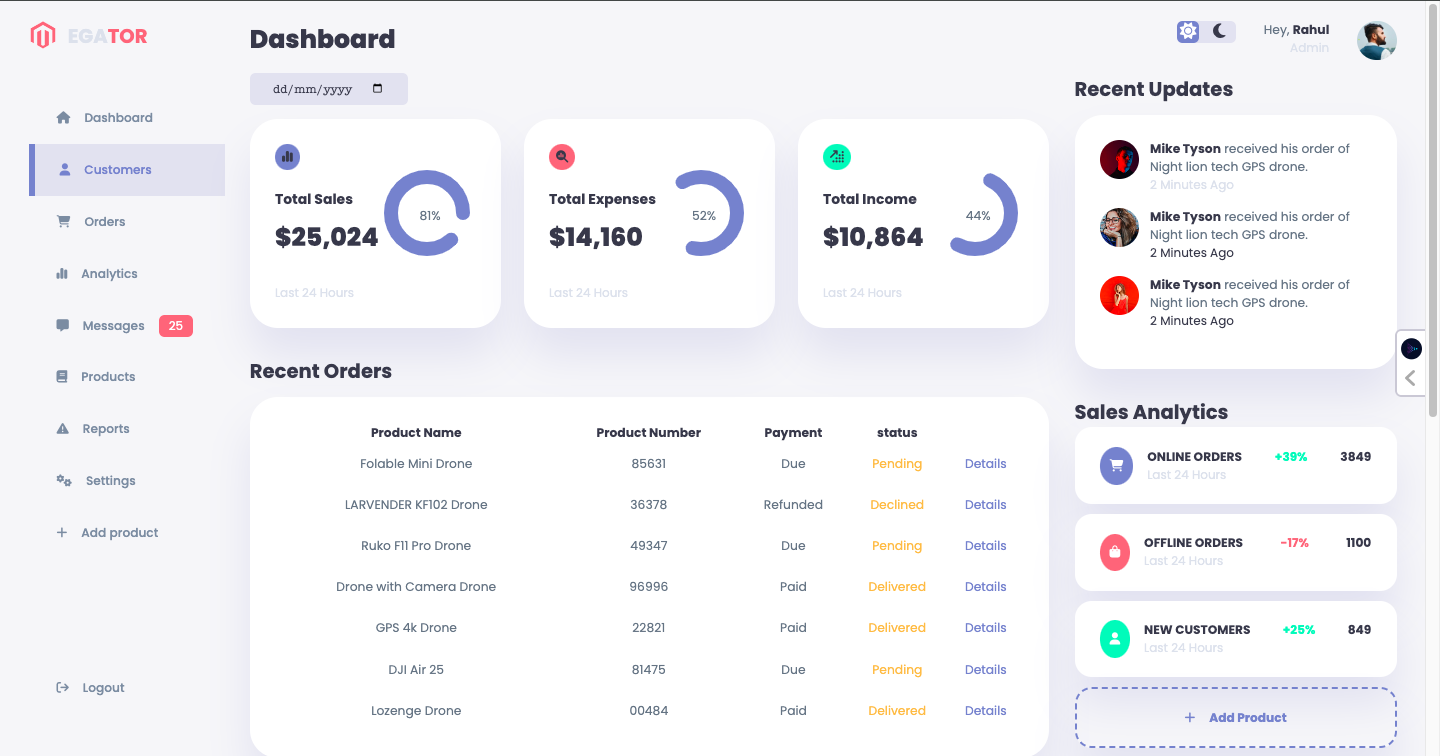 EGATOR
Dashboard
Customers
Orders
Analytics
Messages 25
Products
Reports
Settings
Add product
Logout
Dashboard
dd/mm/yyyy
Total Sales
$25,024
81%
Last 24 Hours
Total Expenses
$14,160
52%
Last 24 Hours
Total Income
$10,864
44%
Last 24 Hours
Recent Orders
Product Name Product Number Payment status
Folable Mini Drone 85631 Due Pending Details
LARVENDER KF102 Drone 36378 Refunded Declined Details
Ruko F11 Pro Drone 49347 Due Pending Details
Drone with Camera Drone 96996 Paid Delivered Details
GPS 4k Drone 22821 Paid Delivered Details
DJI Air 25 81475 Due Pending Details
Lozenge Drone 00484 Paid Delivered Details
Hey, Rahul
Admin
Recent Updates
Mike Tyson received his order of
Night lion tech GPS drone.
2 Minutes Ago
Mike Tyson received his order of
Night lion tech GPS drone.
2 Minutes Ago
Mike Tyson received his order of
Night lion tech GPS drone.
2 Minutes Ago
Sales Analytics
ONLINE ORDERS +39% 3849
Last 24 Hours
OFFLINE ORDERS -17% 1100
Last 24 Hours
NEW CUSTOMERS +25% 849
Last 24 Hours
Add Product